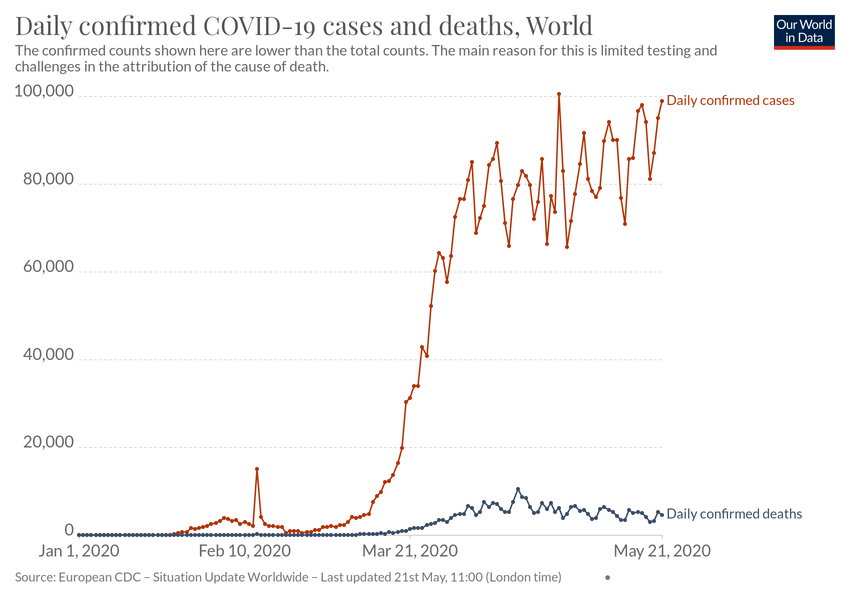 Daily confirmed COVID-19 cases and deaths, World
Our World
in Data
The confirmed counts shown here are lower than the total counts. The main reason for this is limited testing and
challenges in the attribution of the cause of death.
100,000
Daily confirmed cases
80,000
60,000
40,000
20,000
Daily confirmed deaths
0
Jan 1, 2020
Feb 10, 2020
Mar 21, 2020
May 21, 2020
Source: European CDC – Situation Update Worldwide – Last updated 21st May, 11:00 (London time)